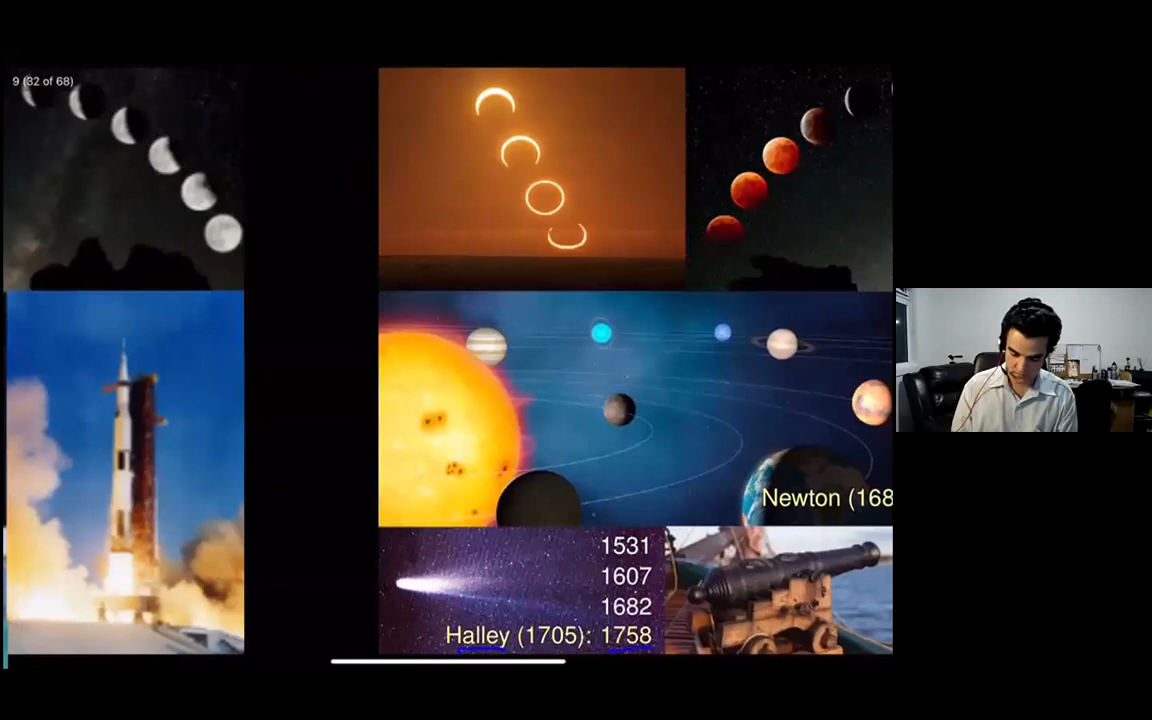 9 (32 of 68)
Newton (168
1531
1607
1682
Halley (1705): 1758